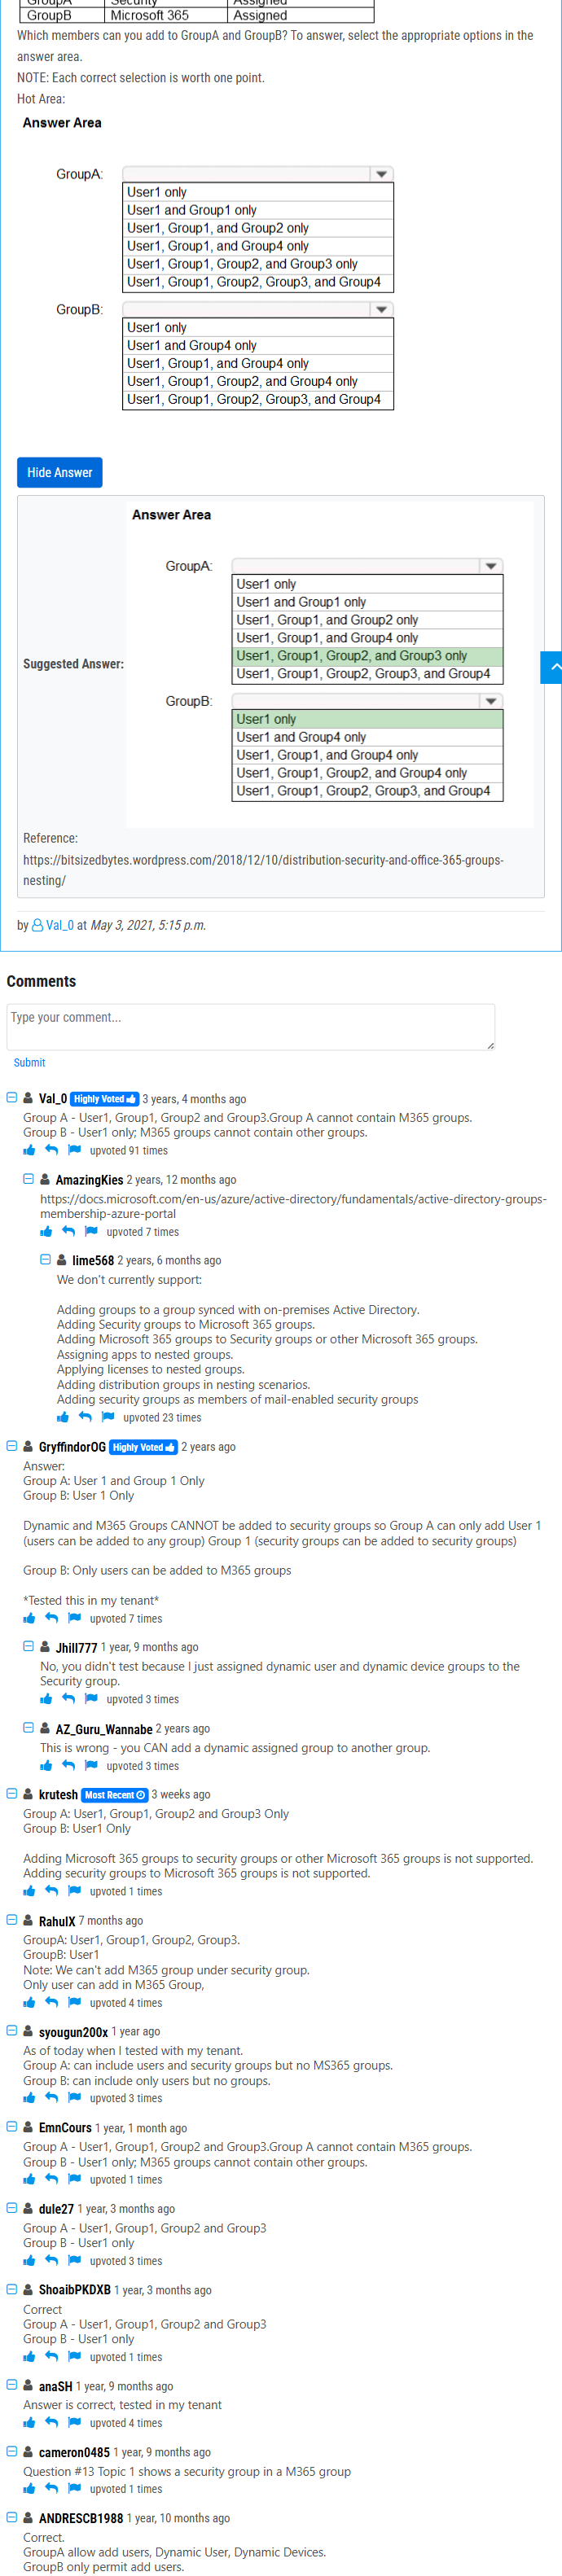 GroupA Security Assigned
GroupB Microsoft 365 Assigned
Which members can you add to GroupA and GroupB? To answer, select the appropriate options in the
answer area.
NOTE: Each correct selection is worth one point.
Hot Area:
Answer Area
GroupA:
User1 only
User1 and Group1 only
User1, Group1, and Group2 only
User1, Group1, and Group4 only
User1, Group1, Group2, and Group3 only
User1, Group1, Group2, Group3, and Group4
GroupB:
User1 only
User1 and Group4 only
User1, Group1, and Group4 only
User1, Group1, Group2, and Group4 only
User1, Group1, Group2, Group3, and Group4
Hide Answer
Answer Area
GroupA:
User1 only
User1 and Group1 only
User1, Group1, and Group2 only
User1, Group1, and Group4 only
Suggested Answer:
User1, Group1, Group2, and Group3 only
User1, Group1, Group2, Group3, and Group4
GroupB:
User1 only
User1 and Group4 only
User1, Group1, and Group4 only
User1, Group1, Group2, and Group4 only
User1, Group1, Group2, Group3, and Group4
Reference:
https://bitsizedbytes.wordpress.com/2018/12/10/distribution-security-and-office-365-groups-
nesting/
by Val_0 at May 3, 2021, 5:15 p.m.
Comments
Type your comment...
Submit
Val_0 Highly Voted 3 years, 4 months ago
Group A - User1, Group1, Group2 and Group3.Group A cannot contain M365 groups.
Group B - User1 only; M365 groups cannot contain other groups.
upvoted 91 times
AmazingKies 2 years, 12 months ago
https://docs.microsoft.com/en-us/azure/active-directory/fundamentals/active-directory-groups-
membership-azure-portal
upvoted 7 times
lime568 2 years, 6 months ago
We don't currently support:
Adding groups to a group synced with on-premises Active Directory.
Adding Security groups to Microsoft 365 groups.
Adding Microsoft 365 groups to Security groups or other Microsoft 365 groups.
Assigning apps to nested groups.
Applying licenses to nested groups.
Adding distribution groups in nesting scenarios.
Adding security groups as members of mail-enabled security groups
upvoted 23 times
GryffindorOG Highly Voted 2 years ago
Answer:
Group A: User 1 and Group 1 Only
Group B: User 1 Only
Dynamic and M365 Groups CANNOT be added to security groups so Group A can only add User 1
(users can be added to any group) Group 1 (security groups can be added to security groups)
Group B: Only users can be added to M365 groups
*Tested this in my tenant*
upvoted 7 times
Jhill777 1 year, 9 months ago
No, you didn't test because I just assigned dynamic user and dynamic device groups to the
Security group.
upvoted 3 times
AZ_Guru_Wannabe 2 years ago
This is wrong - you CAN add a dynamic assigned group to another group.
upvoted 3 times
krutesh Most Recent 3 weeks ago
Group A: User1, Group1, Group2 and Group3 Only
Group B: User1 Only
Adding Microsoft 365 groups to security groups or other Microsoft 365 groups is not supported.
Adding security groups to Microsoft 365 groups is not supported.
upvoted 1 times
RahulX 7 months ago
GroupA: User1, Group1, Group2, Group3.
GroupB: User1
Note: We can't add M365 group under security group.
Only user can add in M365 Group,
upvoted 4 times
syougun200x 1 year ago
As of today when I tested with my tenant.
Group A: can include users and security groups but no MS365 groups.
Group B: can include only users but no groups.
upvoted 3 times
EmnCours 1 year, 1 month ago
Group A - User1, Group1, Group2 and Group3.Group A cannot contain M365 groups.
Group B - User1 only; M365 groups cannot contain other groups.
upvoted 1 times
dule27 1 year, 3 months ago
Group A - User1, Group1, Group2 and Group3
Group B - User1 only
upvoted 3 times
ShoaibPKDXB 1 year, 3 months ago
Correct
Group A - User1, Group1, Group2 and Group3
Group B - User1 only
upvoted 1 times
anaSH 1 year, 9 months ago
Answer is correct, tested in my tenant
upvoted 4 times
cameron0485 1 year, 9 months ago
Question #13 Topic 1 shows a security group in a M365 group
upvoted 1 times
ANDRESCB1988 1 year, 10 months ago
Correct.
GroupA allow add users, Dynamic User, Dynamic Devices.
GroupB only permit add users.